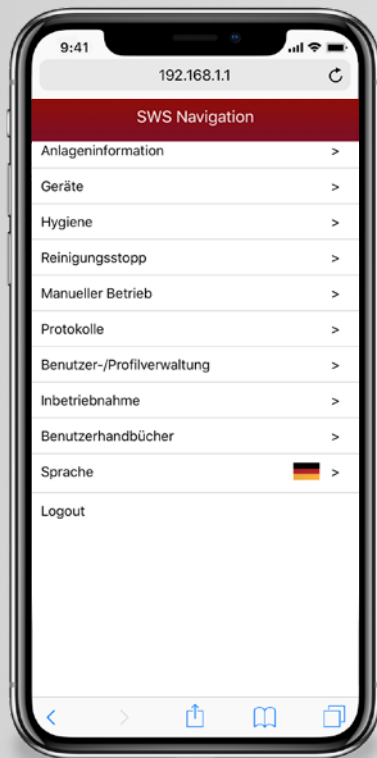 9:41
192.168.1.1
SWS Navigation
Anlageninformation >
Geräte >
Hygiene >
Reinigungsstopp >
Manueller Betrieb >
Protokolle >
Benutzer-/Profilverwaltung >
Inbetriebnahme >
Benutzerhandbücher >
Sprache >
Logout